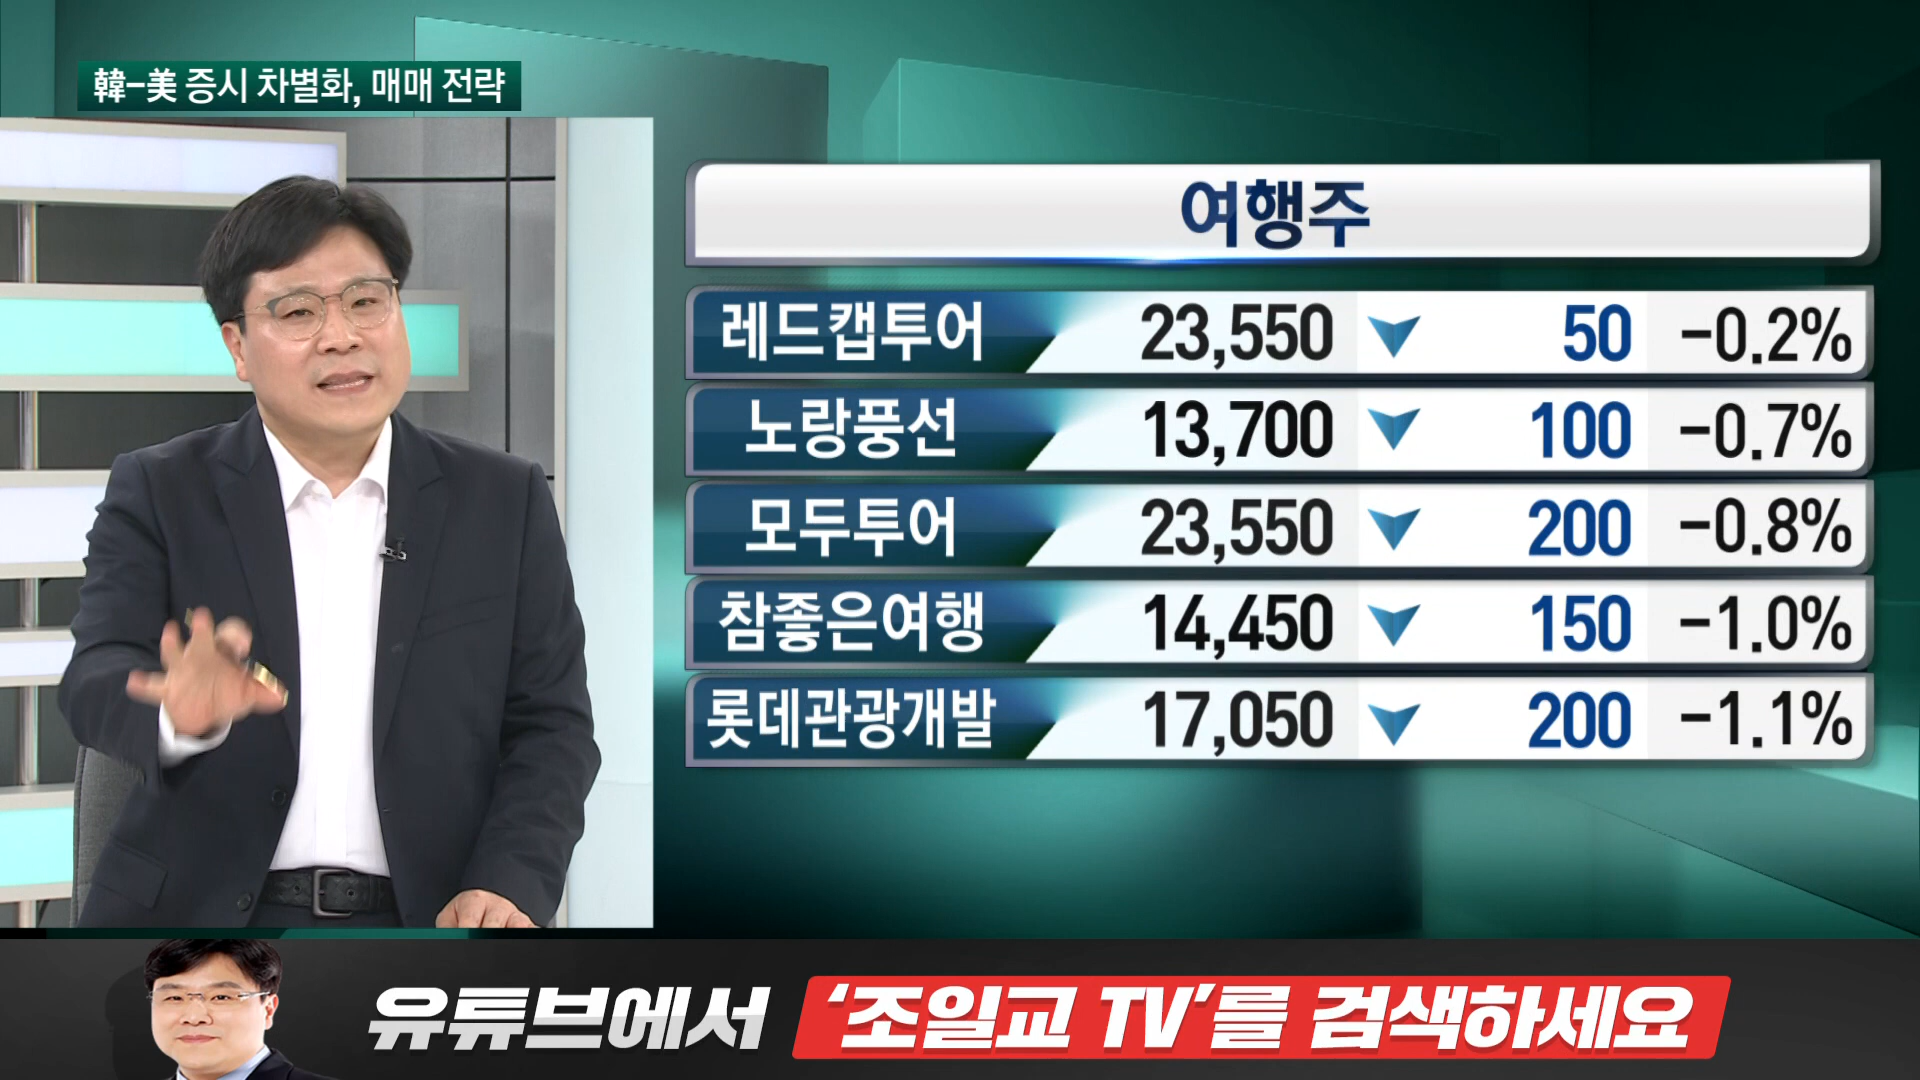 韓-美 증시 차별화, 매매 전략
여행주
레드캡투어 23,550 ▼ 50 -0.2%
노랑풍선 13,700 ▼ 100 -0.7%
모두투어 23,550 ▼ 200 -0.8%
참좋은여행 14,450 ▼ 150 -1.0%
롯데관광개발 17,050 ▼ 200 -1.1%
유튜브에서 '조일교 TV'를 검색하세요